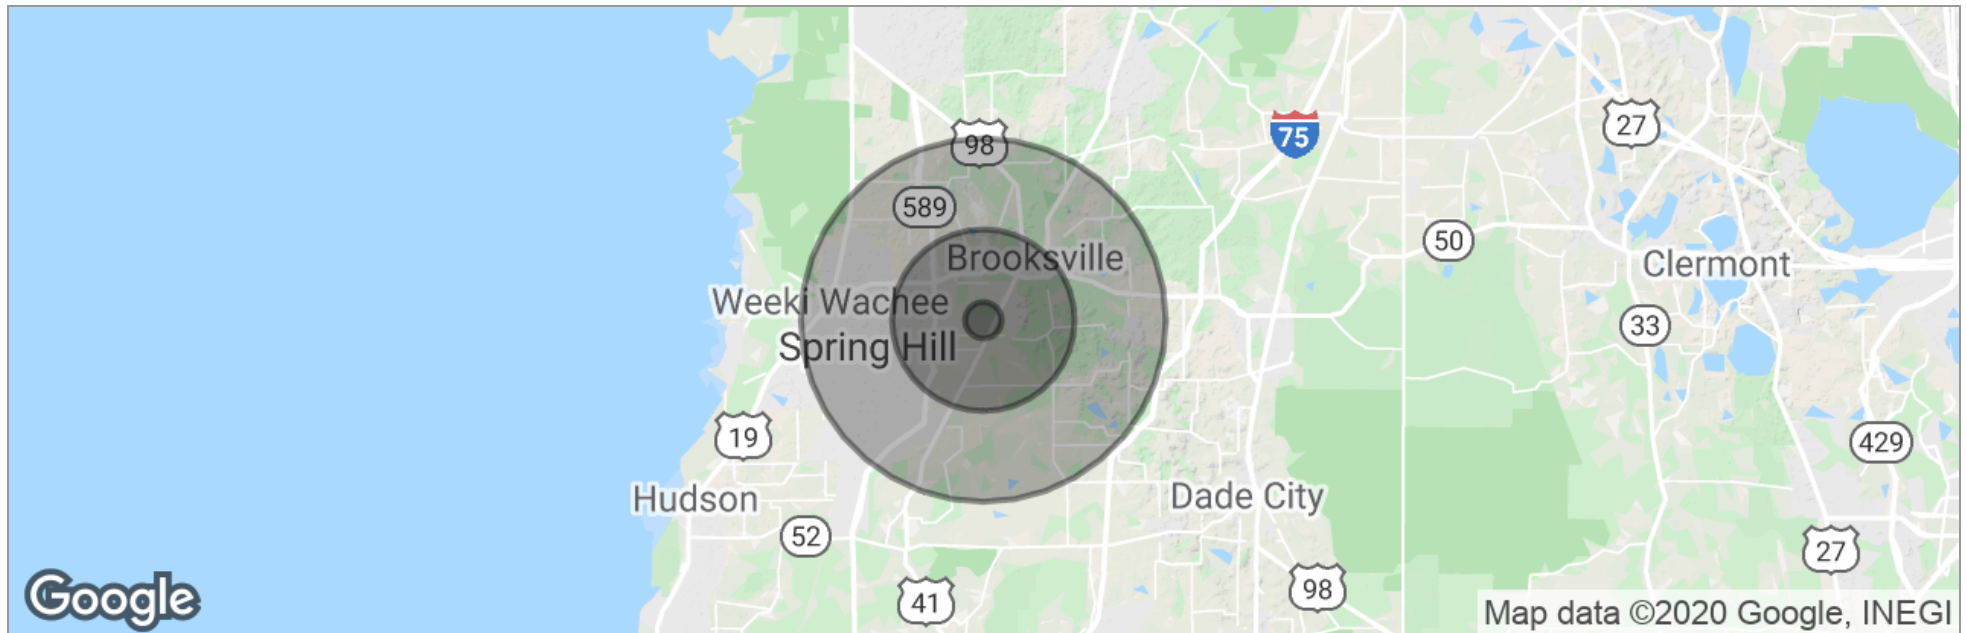 27
75
98
589
50
Brooksville
Clermont
Weeki Wachee
33
Spring Hill
19
429
Hudson
Dade City
52
27
98
41
Google
Map data ©2020 Google, INEGI